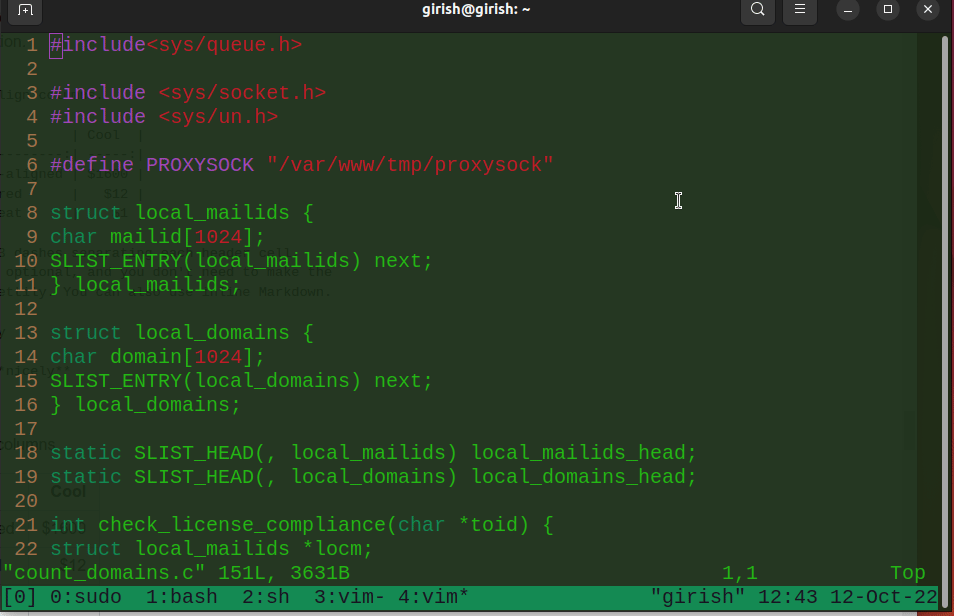 girish@girish: ~
1 #include<sys/queue.h>
2
3 #include <sys/socket.h>
4 #include <sys/un.h>
5
6 #define PROXYSOCK "/var/www/tmp/proxysock"
7
8 struct local_mailids {
9 char mailid[1024];
10 SLIST_ENTRY(local_mailids) next;
11 } local_mailids;
12
13 struct local_domains {
14 char domain[1024];
15 SLIST_ENTRY(local_domains) next;
16 } local_domains;
17
18 static SLIST_HEAD(, local_mailids) local_mailids_head;
19 static SLIST_HEAD(, local_domains) local_domains_head;
20
21 int check_license_compliance(char *toid) {
22 struct local_mailids *locm;
"count_domains.c" 151L, 3631B 1,1 Top
[0] 0:sudo 1:bash 2:sh 3:vim- 4:vim* "girish" 12:43 12-Oct-22